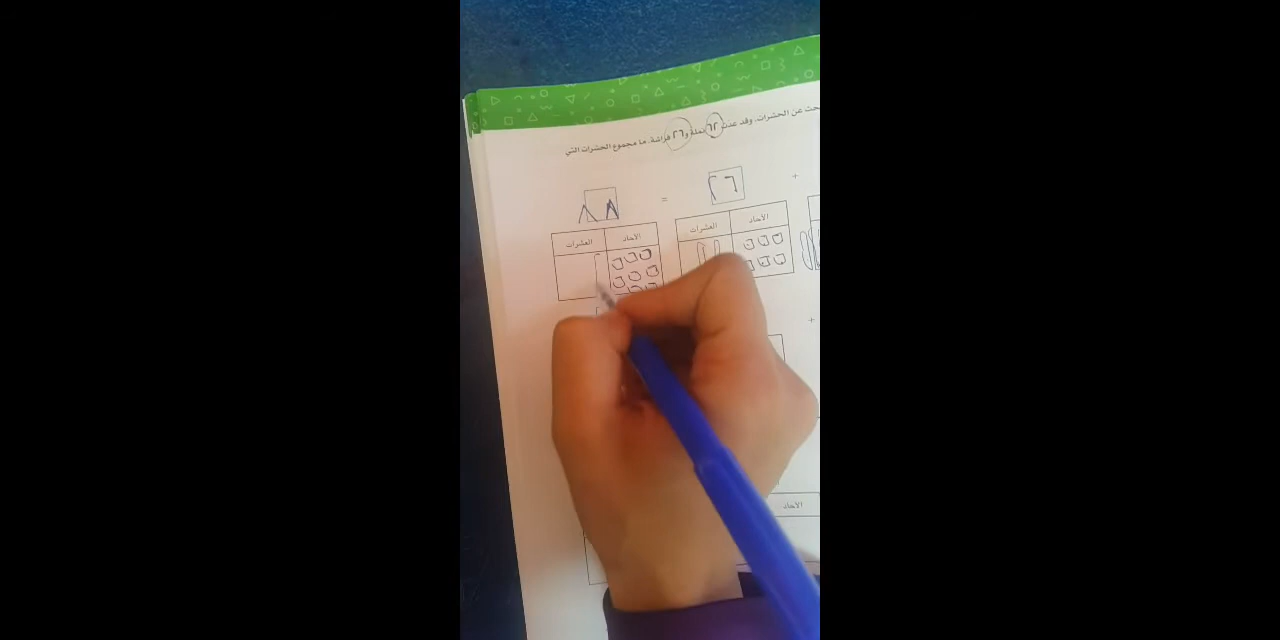 حث عن الحشرات. وقد عدت ٦٢ نملة و٢٦ فراشة. ما مجموع الحشرات التي
+ ٢٦ = ٨٨
الآحاد العشرات الآحاد العشرات
+
الآحاد